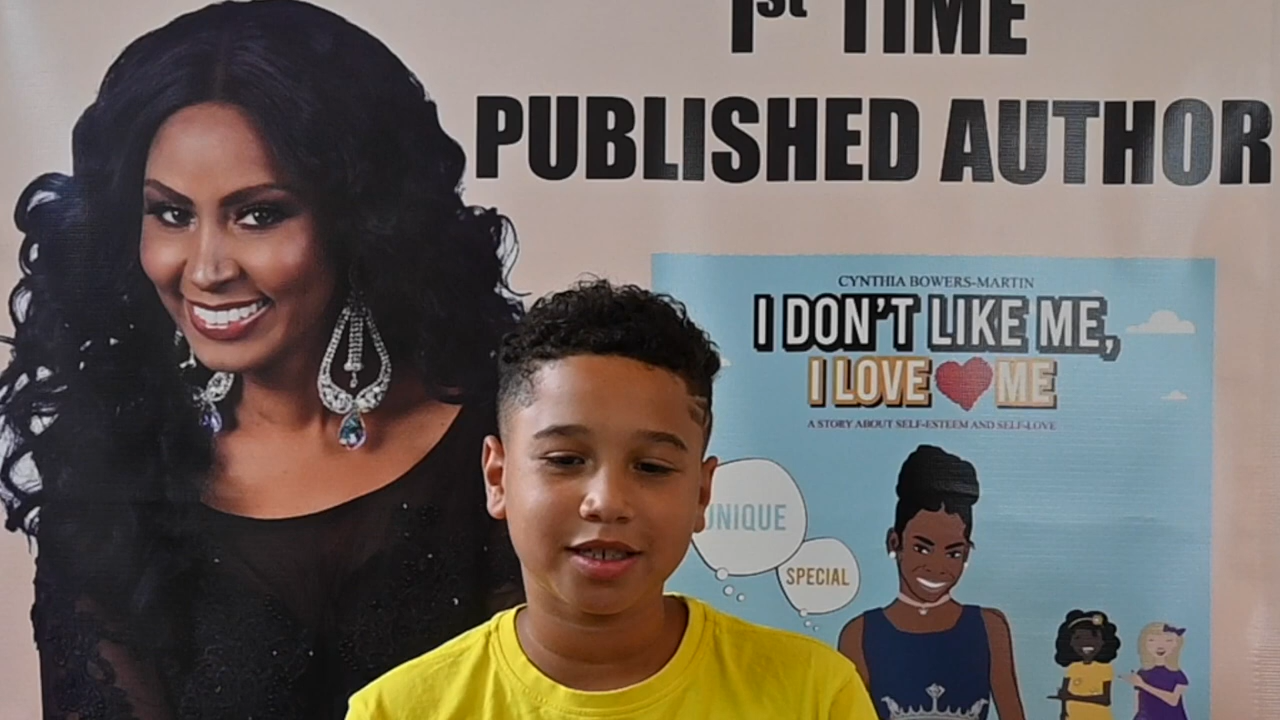 1st TIME
PUBLISHED AUTHOR
CYNTHIA BOWERS-MARTIN
I DON'T LIKE ME,
I LOVE ME
A STORY ABOUT SELF-ESTEEM AND SELF-LOVE
UNIQUE
SPECIAL